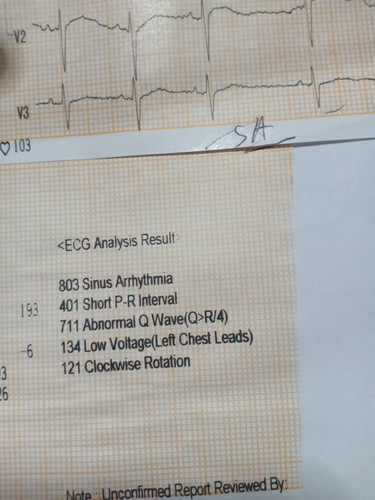 V2
V3
♡ 103
SA
<ECG Analysis Result>
803 Sinus Arrhythmia
193 401 Short P-R Interval
711 Abnormal Q Wave(Q>R/4)
-6 134 Low Voltage(Left Chest Leads)
3 121 Clockwise Rotation
26
Note : Unconfirmed Report Reviewed By: